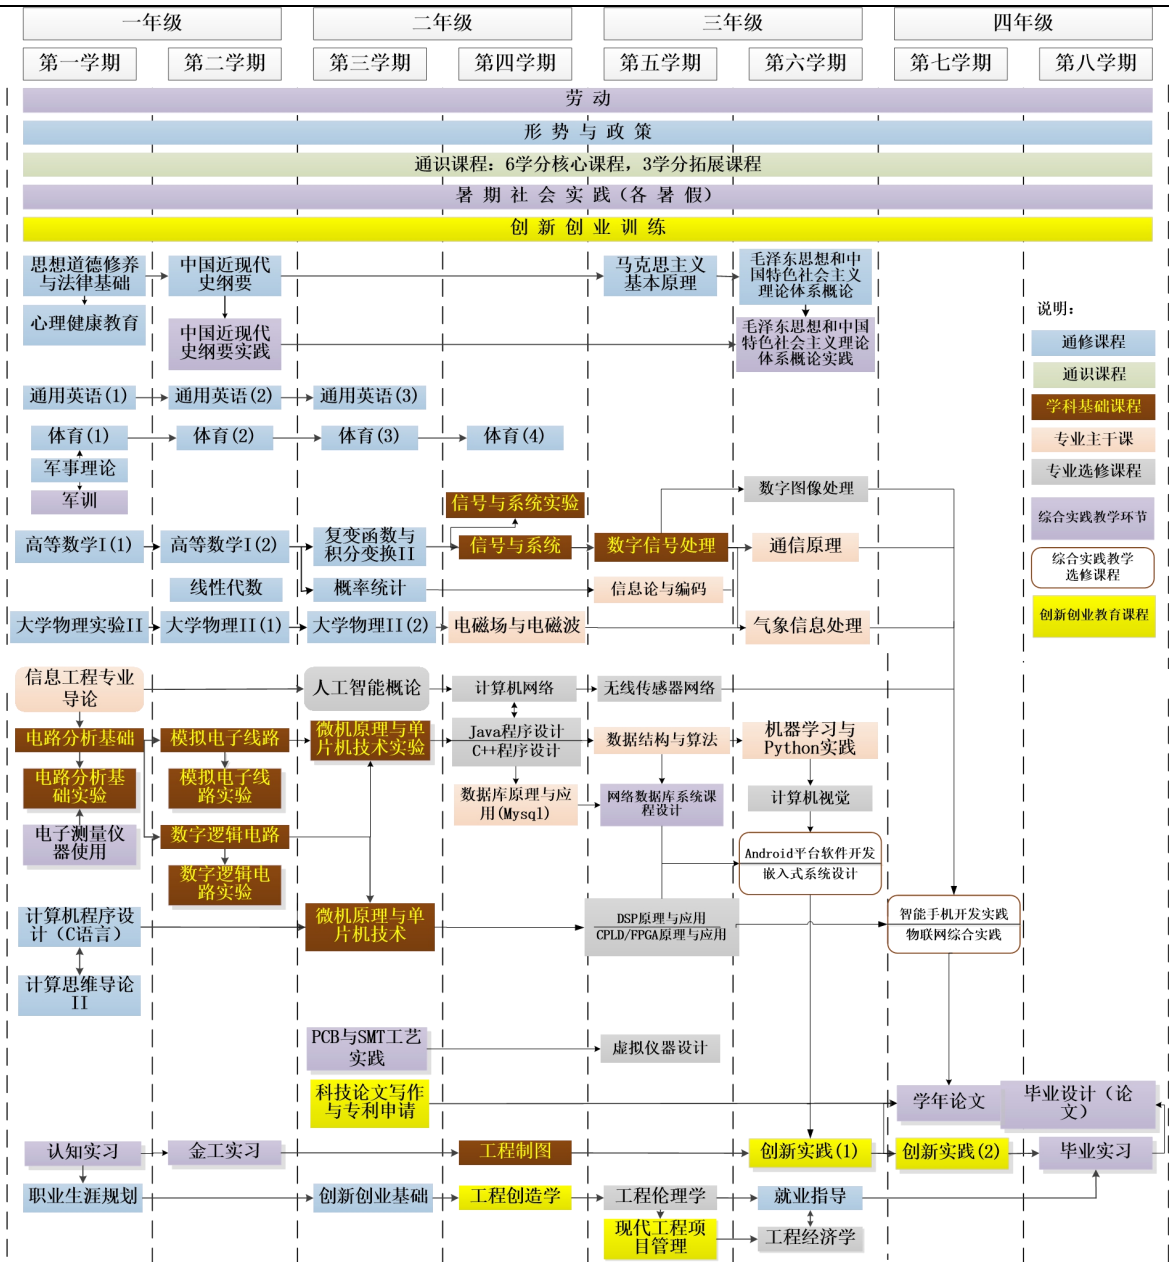 一年级
二年级
三年级
四年级
第一学期
第二学期
第三学期
第四学期
第五学期
第六学期
第七学期
第八学期
劳 动
形 势 与 政 策
通识课程：6学分核心课程，3学分拓展课程
暑 期 社 会 实 践（各 暑 假）
创 新 创 业 训 练
思想道德修养
与法律基础
中国近现代
史纲要
马克思主义
基本原理
毛泽东思想和中
国特色社会主义
理论体系概论
心理健康教育
中国近现代
史纲要实践
毛泽东思想和中国
特色社会主义理论
体系概论实践
说明：
通修课程
通识课程
学科基础课程
专业主干课
专业选修课程
综合实践教学环节
综合实践教学
选修课程
创新创业教育课程
通用英语(1)
通用英语(2)
通用英语(3)
体育(1)
体育(2)
体育(3)
体育(4)
军事理论
军训
信号与系统实验
数字图像处理
高等数学I(1)
高等数学I(2)
复变函数与
积分变换II
信号与系统
数字信号处理
通信原理
线性代数
概率统计
信息论与编码
大学物理实验II
大学物理II(1)
大学物理II(2)
电磁场与电磁波
气象信息处理
信息工程专业
导论
人工智能概论
计算机网络
无线传感器网络
电路分析基础
模拟电子线路
微机原理与单
片机技术实验
Java程序设计
C++程序设计
数据结构与算法
机器学习与
Python实践
电路分析基
础实验
模拟电子线
路实验
数据库原理与应
用(Mysql)
网络数据库系统课
程设计
计算机视觉
电子测量仪
器使用
数字逻辑电路
数字逻辑电
路实验
Android平台软件开发
嵌入式系统设计
计算机程序设
计（C语言）
微机原理与单
片机技术
DSP原理与应用
CPLD/FPGA原理与应用
智能手机开发实践
物联网综合实践
计算思维导论
II
PCB与SMT工艺
实践
虚拟仪器设计
科技论文写作
与专利申请
学年论文
毕业设计（论
文）
认知实习
金工实习
工程制图
创新实践(1)
创新实践(2)
毕业实习
职业生涯规划
创新创业基础
工程创造学
工程伦理学
就业指导
现代工程项
目管理
工程经济学